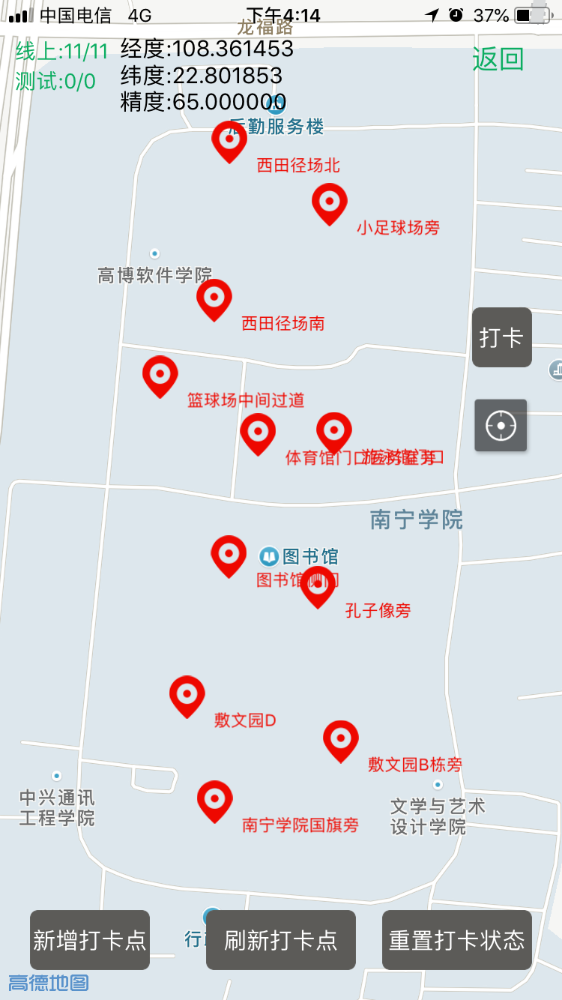 中国电信 4G 下午4:14 37%
龙福路
线上:11/11 经度:108.361453 返回
测试:0/0 纬度:22.801853
精度:65.000000
后勤服务楼
西田径场北
小足球场旁
高博软件学院
西田径场南
打卡
篮球场中间过道
体育馆门口
南宁学院
图书馆
图书馆侧门
孔子像旁
敷文园D
敷文园B栋旁
中兴通讯
工程学院
文学与艺术
设计学院
南宁学院国旗旁
新增打卡点 刷新打卡点 重置打卡状态
高德地图